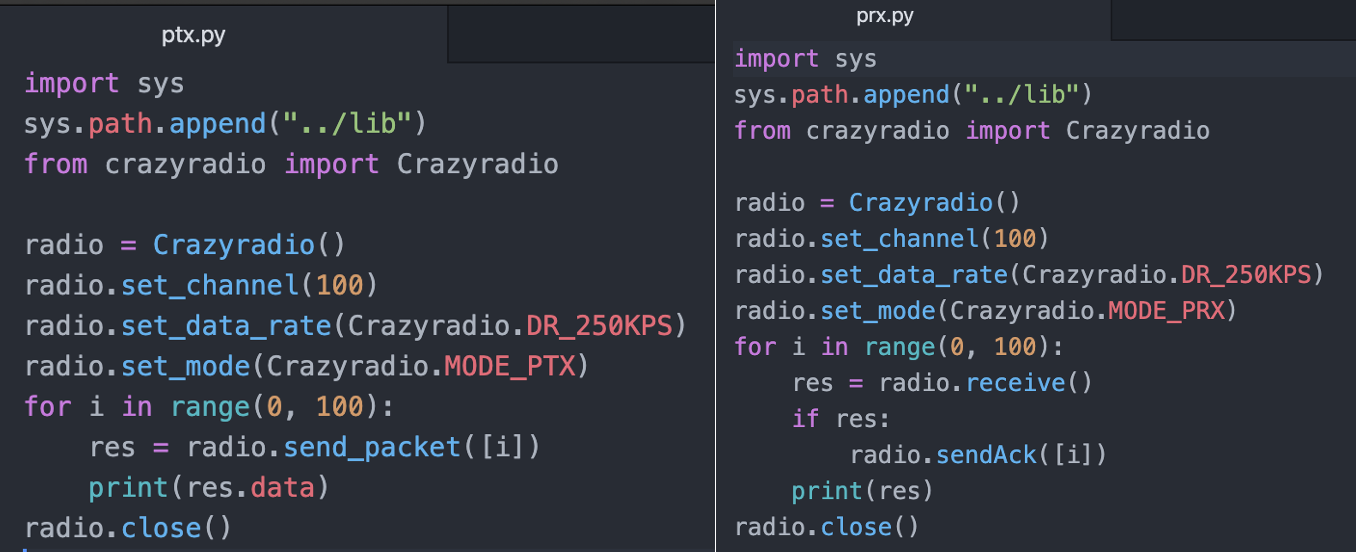 ptx.py
import sys
sys.path.append("../lib")
from crazyradio import Crazyradio
radio = Crazyradio()
radio.set_channel(100)
radio.set_data_rate(Crazyradio.DR_250KPS)
radio.set_mode(Crazyradio.MODE_PTX)
for i in range(0, 100):
    res = radio.send_packet([i])
    print(res.data)
radio.close()
prx.py
import sys
sys.path.append("../lib")
from crazyradio import Crazyradio
radio = Crazyradio()
radio.set_channel(100)
radio.set_data_rate(Crazyradio.DR_250KPS)
radio.set_mode(Crazyradio.MODE_PRX)
for i in range(0, 100):
    res = radio.receive()
    if res:
        radio.sendAck([i])
    print(res)
radio.close()